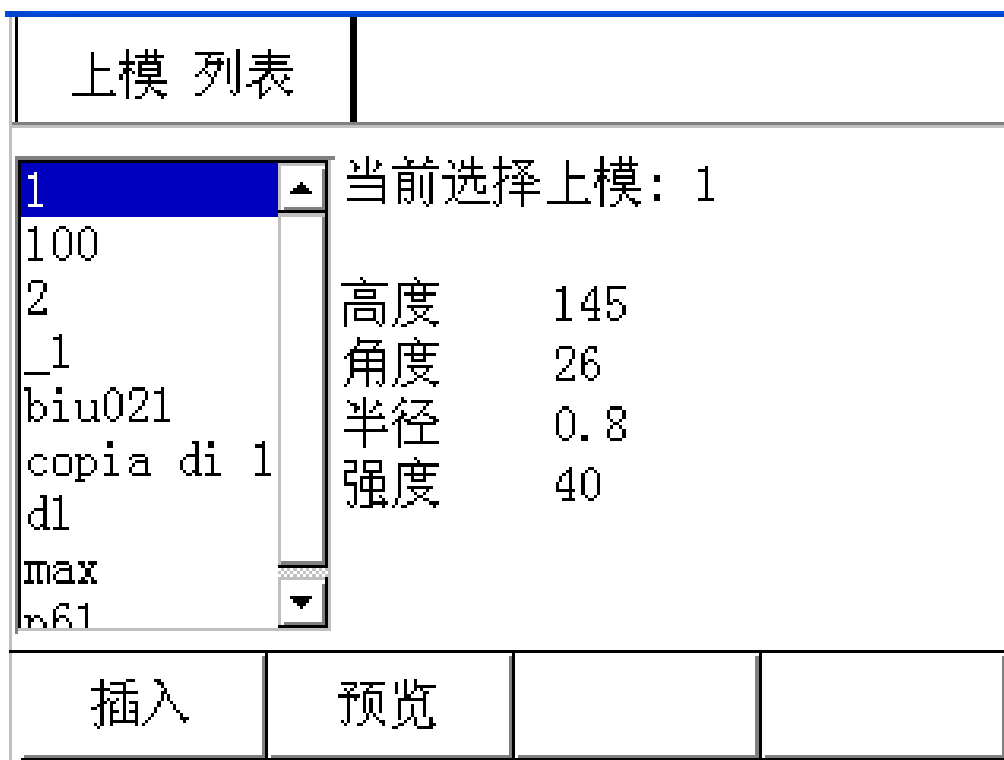 上模 列表
当前选择上模: 1
1
100
2
_1
biu021
copia di 1
d1
max
高度 145
角度 26
半径 0.8
强度 40
插入 预览